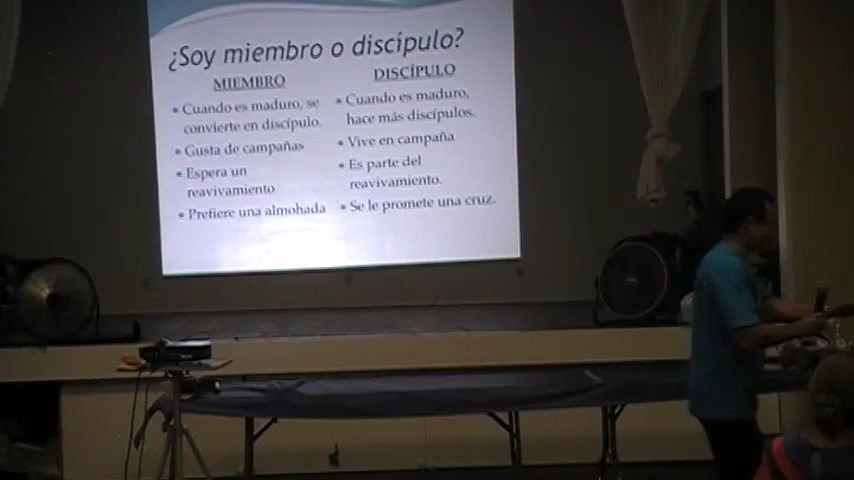 ¿Soy miembro o discípulo?
MIEMBRO
• Cuando es maduro, se
convierte en discípulo.
• Gusta de campañas
• Espera un
reavivamiento
• Prefiere una almohada
DISCÍPULO
• Cuando es maduro,
hace más discípulos.
• Vive en campaña
• Es parte del
reavivamiento.
• Se le promete una cruz.